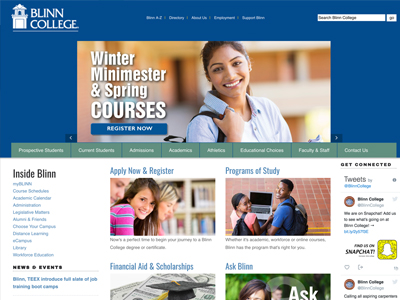 BLINN
COLLEGE.
Blinn A-Z | Directory | About Us | Employment | Support Blinn
Search Blinn College
go
Winter
Minimester
& Spring
COURSES
REGISTER NOW
Prospective Students
Current Students
Admissions
Academics
Athletics
Educational Choices
Faculty & Staff
Contact Us
Inside Blinn
myBLINN
Course Schedules
Academic Calendar
Administration
Legislative Matters
Alumni & Friends
Choose Your Campus
Distance Learning
eCampus
Library
Workforce Education
NEWS & EVENTS
Blinn, TEEX introduce full slate of job
training boot camps
Apply Now & Register
Now's a perfect time to begin your journey to a Blinn
College degree or certificate.
Financial Aid & Scholarships
Programs of Study
Whether it's academic, workforce or online courses,
Blinn has the program that's right for you.
Ask Blinn
Ask
GET CONNECTED
Tweets by
@BlinnCollege
Blinn College
@BlinnCollege
We are on Snapchat! Add us
to see what's happening at
Blinn College! →
FIND US ON
SNAPCHAT!
Blinn College
@BlinnCollege
Calling all aspiring carpenters